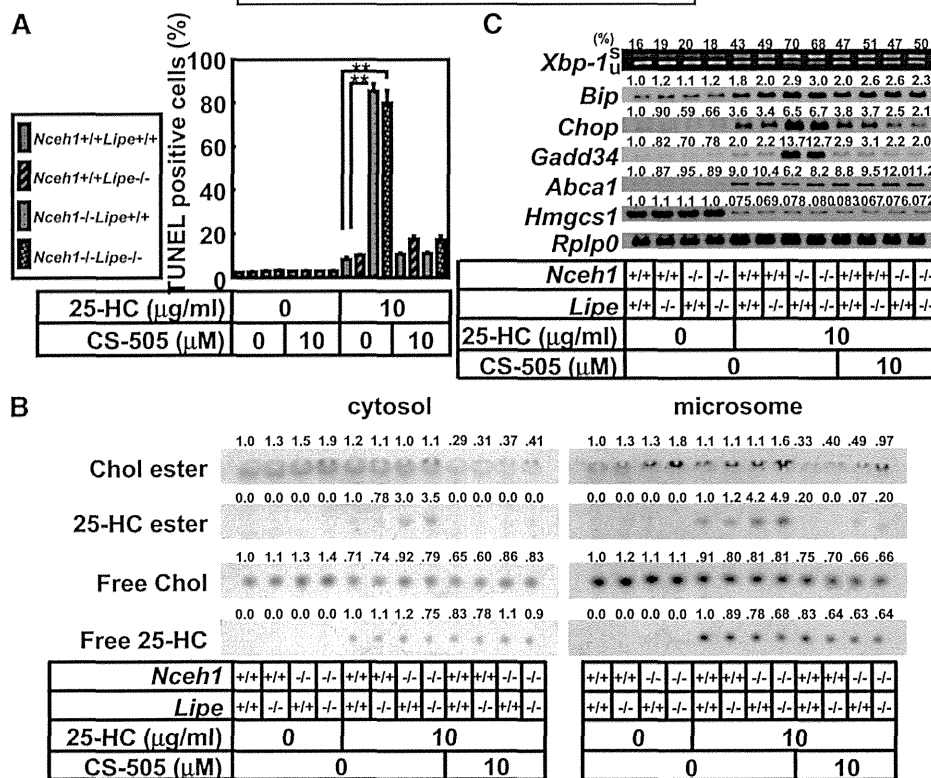 A
TUNEL positive cells (%)
100
80
60
40
20
0
**
**
Nceh1+/+Lipe+/+
Nceh1+/+Lipe-/-
Nceh1-/-Lipe+/+
Nceh1-/-Lipe-/-
25-HC (µg/ml) 0 10
CS-505 (µM) 0 10 0 10
C
(%) 16 19 20 18 43 49 70 68 47 51 47 50
Xbp-1 s u
1.0 1.2 1.1 1.2 1.8 2.0 2.9 3.0 2.0 2.6 2.6 2.3
Bip
1.0 .90 .59 .66 3.6 3.4 6.5 6.7 3.8 3.7 2.5 2.1
Chop
1.0 .82 .70 .78 2.0 2.2 13.7 12.7 2.9 3.1 2.2 2.0
Gadd34
1.0 .87 .95 .89 9.0 10.4 6.2 8.2 8.8 9.5 12.0 11.2
Abca1
1.0 1.1 1.0 1.0 .075 .069 .078 .080 .083 .067 .076 .072
Hmgcs1
Rplp0
Nceh1 +/+ +/+ -/- -/- +/+ +/+ -/- -/- +/+ +/+ -/- -/-
Lipe +/+ -/- +/+ -/- +/+ -/- +/+ -/- +/+ -/- +/+ -/-
25-HC (µg/ml) 0 10
CS-505 (µM) 0 10
B
cytosol microsome
1.0 1.3 1.5 1.9 1.2 1.1 1.0 1.1 .29 .31 .37 .41 1.0 1.3 1.3 1.8 1.1 1.1 1.1 1.6 .33 .40 .49 .97
Chol ester
0.0 0.0 0.0 0.0 1.0 .78 3.0 3.5 0.0 0.0 0.0 0.0 0.0 0.0 0.0 0.0 1.0 1.2 4.2 4.9 .20 0.0 .07 .20
25-HC ester
1.0 1.1 1.3 1.4 .71 .74 .92 .79 .65 .60 .86 .83 1.0 1.2 1.1 1.1 .91 .80 .81 .81 .75 .70 .66 .66
Free Chol
0.0 0.0 0.0 0.0 1.0 1.1 1.2 .75 .83 .78 1.1 0.9 0.0 0.0 0.0 0.0 1.0 .89 .78 .68 .83 .64 .63 .64
Free 25-HC
Nceh1 +/+ +/+ -/- -/- +/+ +/+ -/- -/- +/+ +/+ -/- -/- +/+ +/+ -/- -/- +/+ +/+ -/- -/- +/+ +/+ -/- -/-
Lipe +/+ -/- +/+ -/- +/+ -/- +/+ -/- +/+ -/- +/+ -/- +/+ -/- +/+ -/- +/+ -/- +/+ -/- +/+ -/- +/+ -/-
25-HC (µg/ml) 0 10 0 10
CS-505 (µM) 0 10 0 10